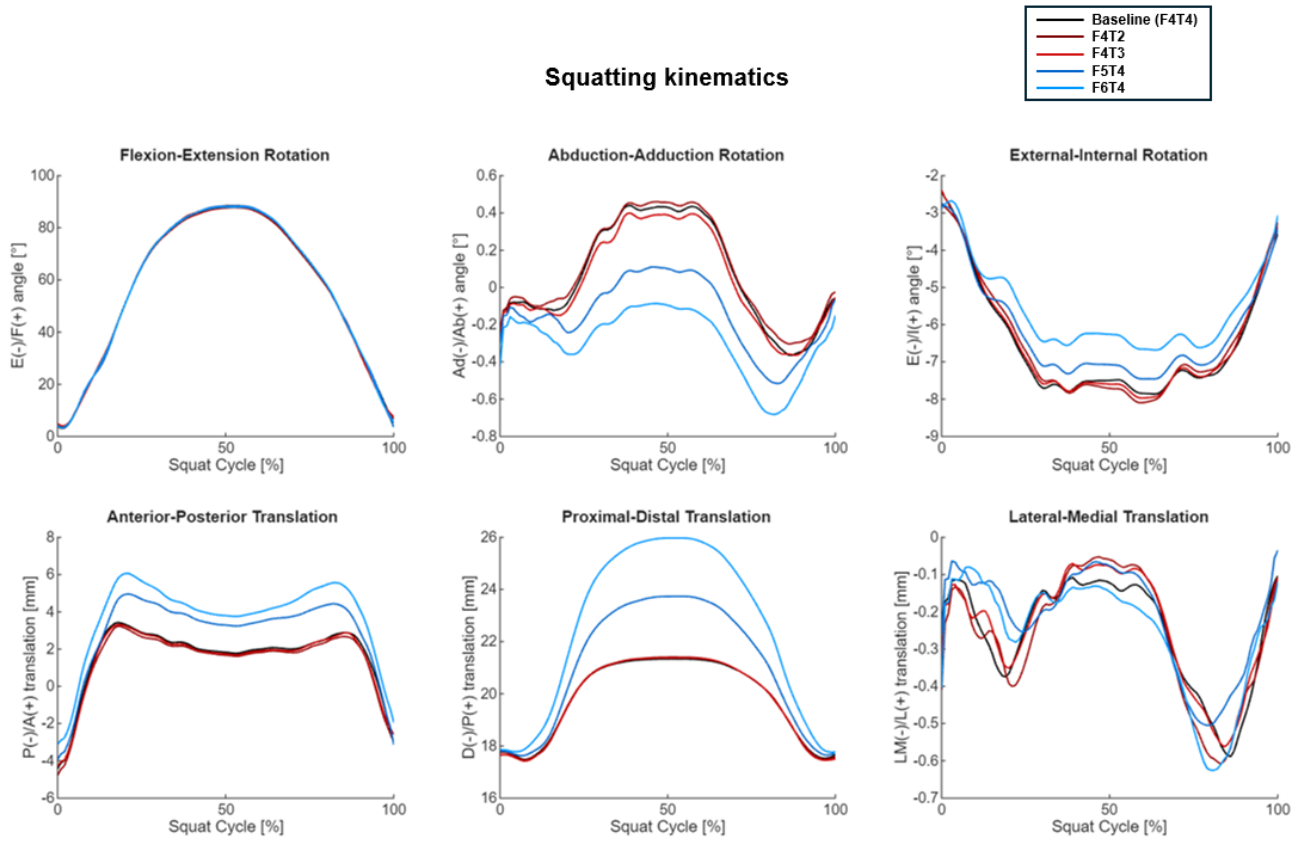 Baseline (F4T4)
F4T2
F4T3
F5T4
F6T4
Squatting kinematics
Flexion-Extension Rotation
E(-)/F(+) angle [°]
100
80
60
40
20
0
0
50
100
Squat Cycle [%]
Abduction-Adduction Rotation
Ad(-)/Ab(+) angle [°]
0.6
0.4
0.2
0
-0.2
-0.4
-0.6
-0.8
0
50
100
Squat Cycle [%]
External-Internal Rotation
E(-)/I(+) angle [°]
-2
-3
-4
-5
-6
-7
-8
-9
0
50
100
Squat Cycle [%]
Anterior-Posterior Translation
P(-)/A(+) translation [mm]
8
6
4
2
0
-2
-4
-6
0
50
100
Squat Cycle [%]
Proximal-Distal Translation
D(-)/P(+) translation [mm]
26
24
22
20
18
16
0
50
100
Squat Cycle [%]
Lateral-Medial Translation
LM(-)/L(+) translation [mm]
0
-0.1
-0.2
-0.3
-0.4
-0.5
-0.6
-0.7
0
50
100
Squat Cycle [%]